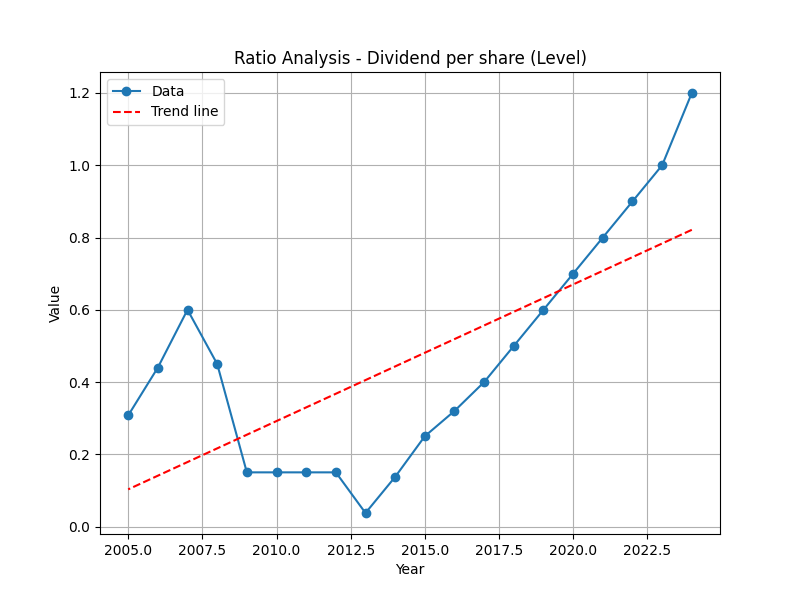 Ratio Analysis - Dividend per share (Level)
Data
Trend line
1.2
1.0
0.8
0.6
0.4
0.2
0.0
Value
2005.0 2007.5 2010.0 2012.5 2015.0 2017.5 2020.0 2022.5
Year